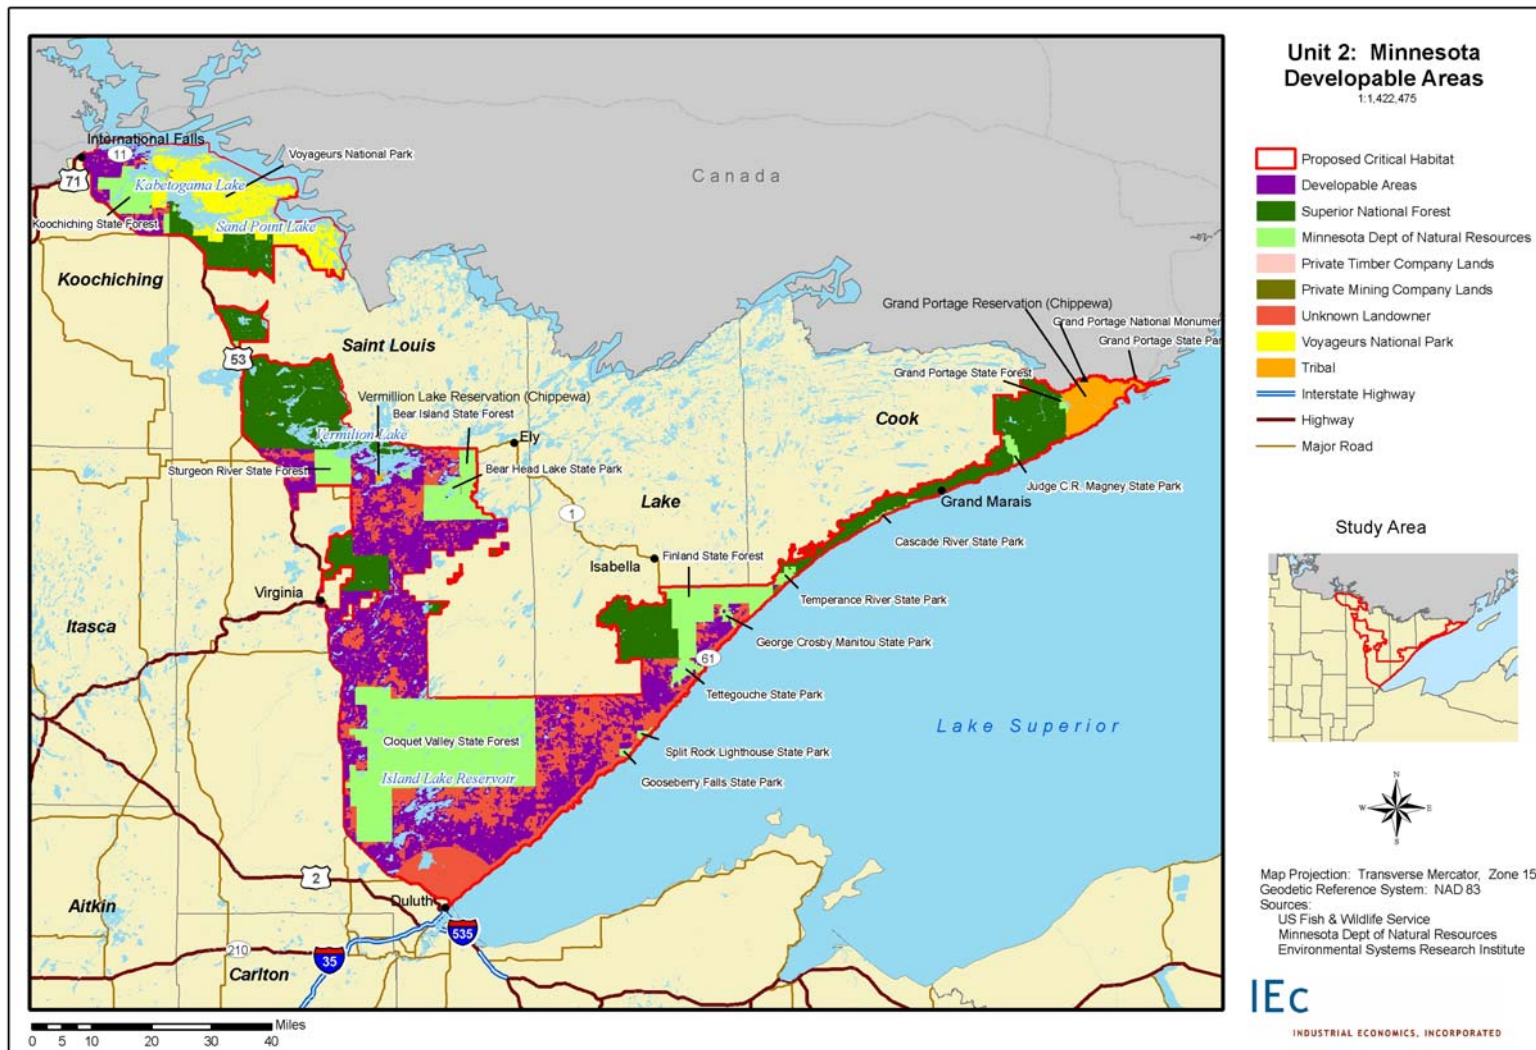 Unit 2: Minnesota
Developable Areas
1:1,422,475
Proposed Critical Habitat
Developable Areas
Superior National Forest
Minnesota Dept of Natural Resources
Private Timber Company Lands
Private Mining Company Lands
Unknown Landowner
Voyageurs National Park
Tribal
Interstate Highway
Highway
Major Road
International Falls
11
71
Voyageurs National Park
Kabetogama Lake
Koochiching State Forest
Sand Point Lake
Canada
Koochiching
Saint Louis
53
Grand Portage Reservation (Chippewa)
Grand Portage National Monumen
Grand Portage State Par
Grand Portage State Forest
Vermillion Lake Reservation (Chippewa)
Bear Island State Forest
Cook
Vermilion Lake
Ely
Sturgeon River State Forest
Bear Head Lake State Park
Judge C.R. Magney State Park
Lake
Grand Marais
1
Cascade River State Park
Finland State Forest
Isabella
Virginia
Temperance River State Park
Itasca
George Crosby Manitou State Park
61
Tettegouche State Park
Lake Superior
Cloquet Valley State Forest
Split Rock Lighthouse State Park
Island Lake Reservoir
Gooseberry Falls State Park
2
Aitkin
Duluth
535
210
35
Carlton
Study Area
N
W
E
S
Map Projection: Transverse Mercator, Zone 15
Geodetic Reference System: NAD 83
Sources:
US Fish & Wildlife Service
Minnesota Dept of Natural Resources
Environmental Systems Research Institute
IEc
INDUSTRIAL ECONOMICS, INCORPORATED
Miles
0 5 10 20 30 40